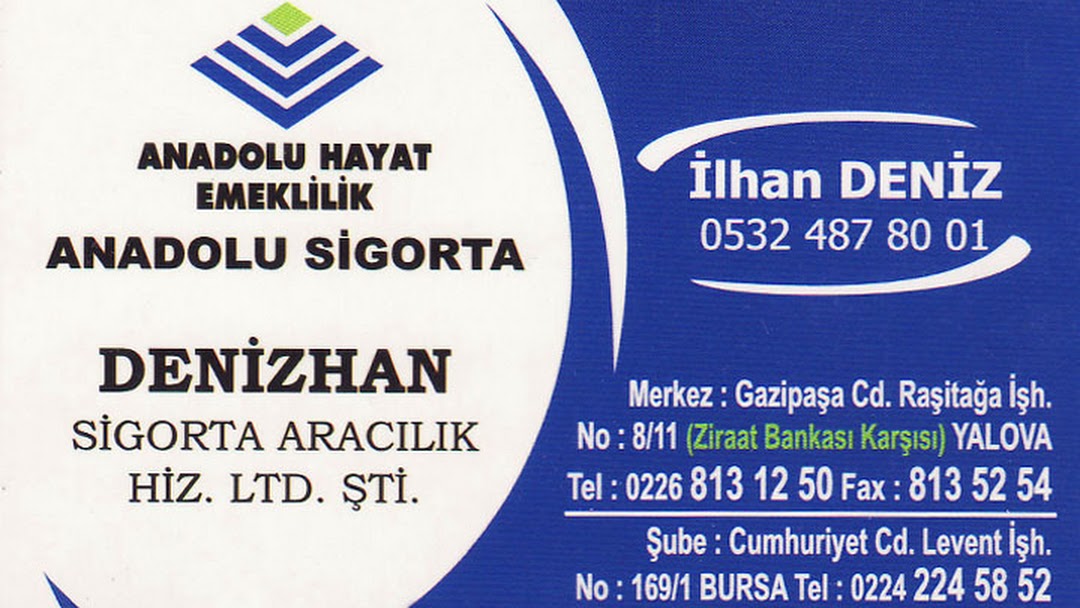 ANADOLU HAYAT
EMEKLİLİK
ANADOLU SİGORTA
DENİZHAN
SİGORTA ARACILIK
HİZ. LTD. ŞTİ.
İlhan DENİZ
0532 487 80 01
Merkez : Gazipaşa Cd. Raşitağa İşh.
No : 8/11 (Ziraat Bankası Karşısı) YALOVA
Tel : 0226 813 12 50 Fax : 813 52 54
Şube : Cumhuriyet Cd. Levent İşh.
No : 169/1 BURSA Tel : 0224 224 58 52